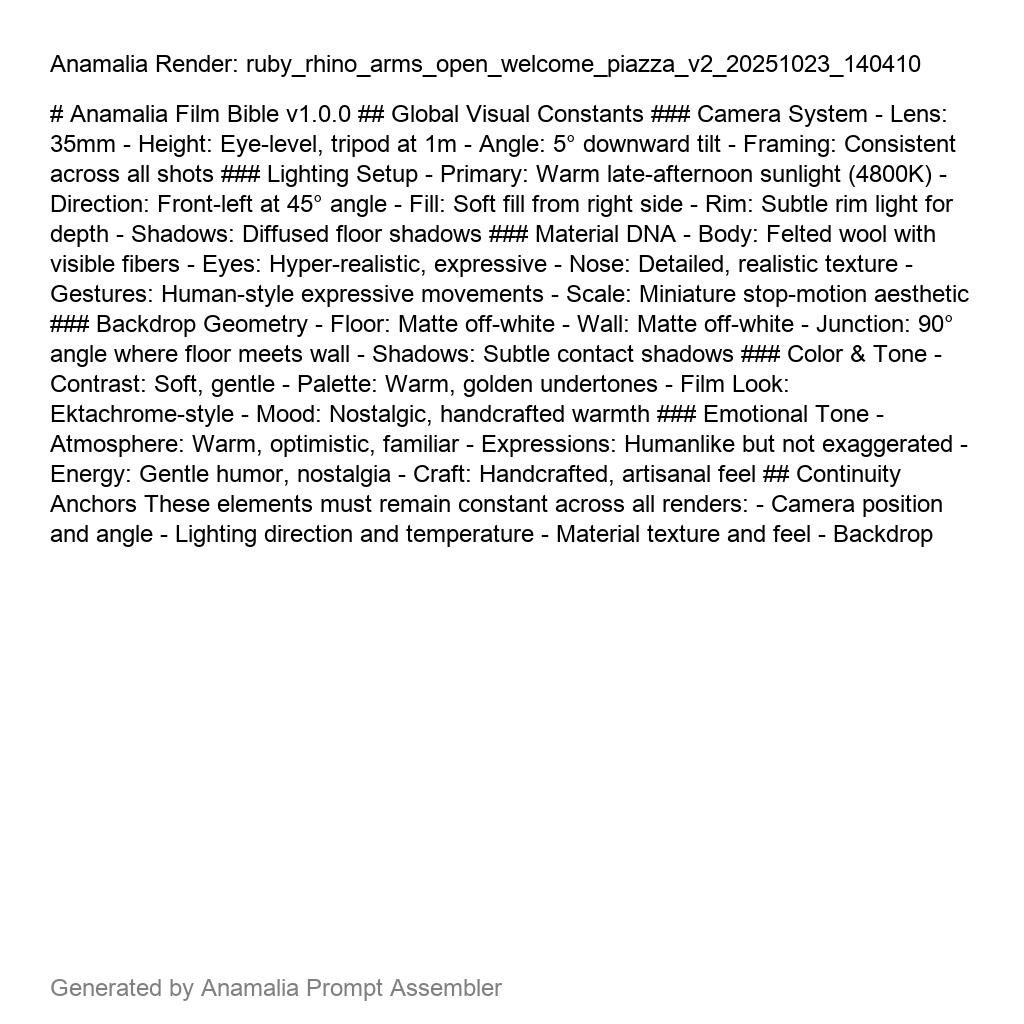 Anamalia Render: ruby_rhino_arms_open_welcome_piazza_v2_20251023_140410
# Anamalia Film Bible v1.0.0 ## Global Visual Constants ### Camera System - Lens:
35mm - Height: Eye-level, tripod at 1m - Angle: 5° downward tilt - Framing: Consistent
across all shots ### Lighting Setup - Primary: Warm late-afternoon sunlight (4800K) -
Direction: Front-left at 45° angle - Fill: Soft fill from right side - Rim: Subtle rim light for
depth - Shadows: Diffused floor shadows ### Material DNA - Body: Felted wool with
visible fibers - Eyes: Hyper-realistic, expressive - Nose: Detailed, realistic texture -
Gestures: Human-style expressive movements - Scale: Miniature stop-motion aesthetic
### Backdrop Geometry - Floor: Matte off-white - Wall: Matte off-white - Junction: 90°
angle where floor meets wall - Shadows: Subtle contact shadows ### Color & Tone -
Contrast: Soft, gentle - Palette: Warm, golden undertones - Film Look:
Ektachrome-style - Mood: Nostalgic, handcrafted warmth ### Emotional Tone -
Atmosphere: Warm, optimistic, familiar - Expressions: Humanlike but not exaggerated -
Energy: Gentle humor, nostalgia - Craft: Handcrafted, artisanal feel ## Continuity
Anchors These elements must remain constant across all renders: - Camera position
and angle - Lighting direction and temperature - Material texture and feel - Backdrop
Generated by Anamalia Prompt Assembler